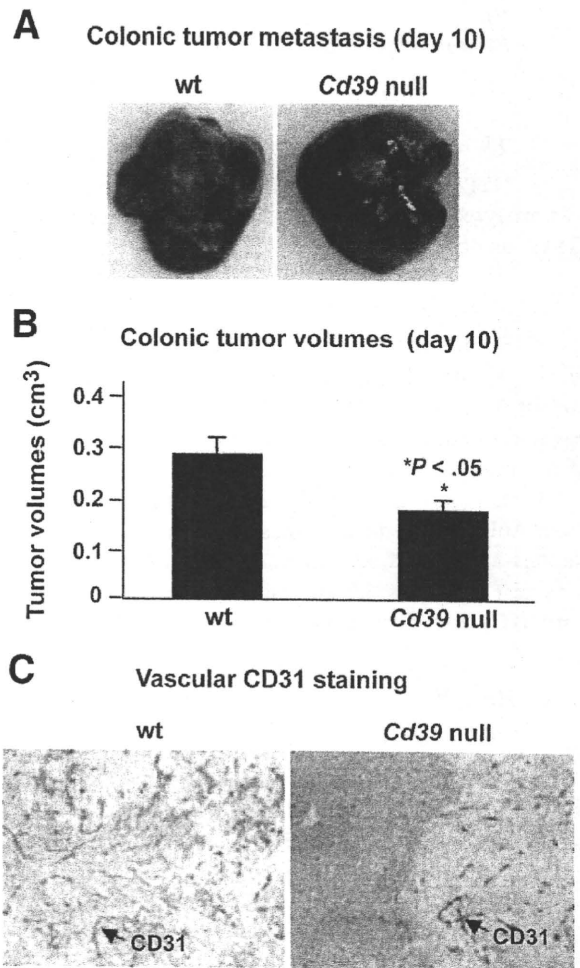 A
Colonic tumor metastasis (day 10)
wt
Cd39 null
B
Colonic tumor volumes (day 10)
Tumor volumes (cm3)
0.4
0.3
0.2
0.1
0
*P < .05
*
wt
Cd39 null
C
Vascular CD31 staining
wt
Cd39 null
CD31
CD31